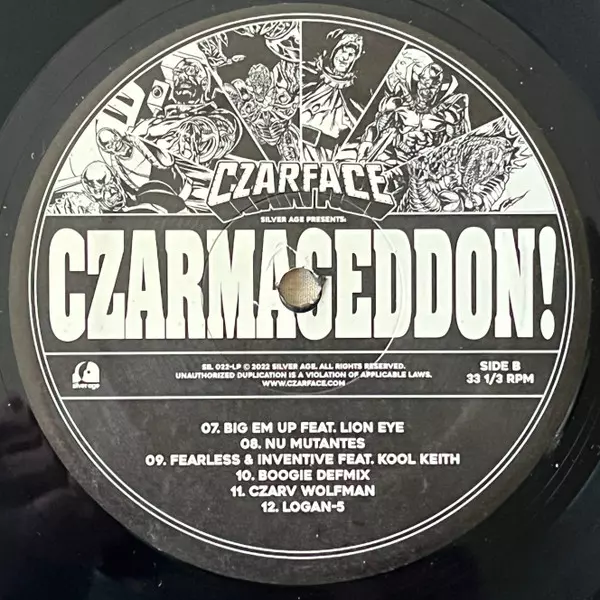 CZARFACE
SILVER AGE PRESENTS:
CZARMAGEDDON!
SB. 022-LP © 2022 SILVER AGE. ALL RIGHTS RESERVED.
UNAUTHORIZED DUPLICATION IS A VIOLATION OF APPLICABLE LAWS.
WWW.CZARFACE.COM
silver age
SIDE B
33 1/3 RPM
07. BIG EM UP FEAT. LION EYE
08. NU MUTANTES
09. FEARLESS & INVENTIVE FEAT. KOOL KEITH
10. BOOGIE DEFMIX
11. CZARV WOLFMAN
12. LOGAN-5